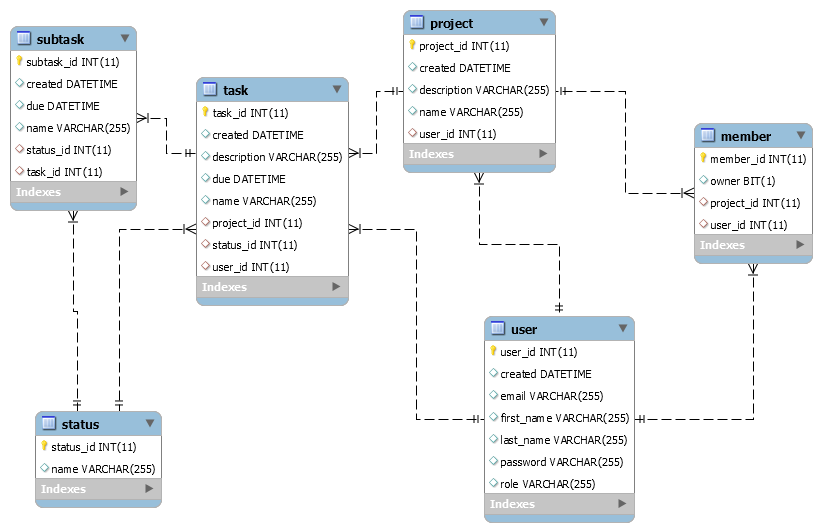 subtask
subtask_id INT(11)
created DATETIME
due DATETIME
name VARCHAR(255)
status_id INT(11)
task_id INT(11)
Indexes
task
task_id INT(11)
created DATETIME
description VARCHAR(255)
due DATETIME
name VARCHAR(255)
project_id INT(11)
status_id INT(11)
user_id INT(11)
Indexes
project
project_id INT(11)
created DATETIME
description VARCHAR(255)
name VARCHAR(255)
user_id INT(11)
Indexes
member
member_id INT(11)
owner BIT(1)
project_id INT(11)
user_id INT(11)
Indexes
status
status_id INT(11)
name VARCHAR(255)
Indexes
user
user_id INT(11)
created DATETIME
email VARCHAR(255)
first_name VARCHAR(255)
last_name VARCHAR(255)
password VARCHAR(255)
role VARCHAR(255)
Indexes